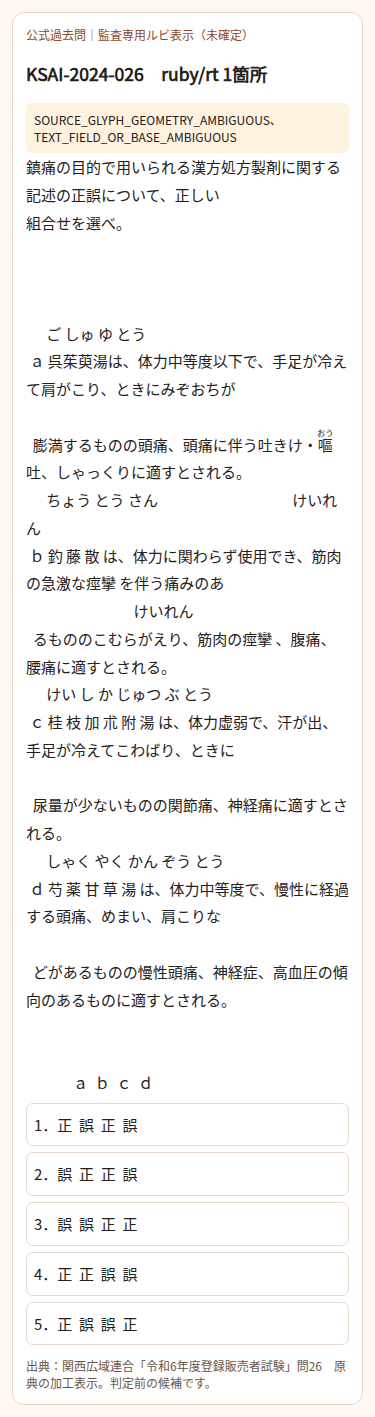 公式過去問｜監査専用ルビ表示（未確定）
KSAI-2024-026　ruby/rt 1箇所
SOURCE_GLYPH_GEOMETRY_AMBIGUOUS、
TEXT_FIELD_OR_BASE_AMBIGUOUS
鎮痛の目的で用いられる漢方処方製剤に関する
記述の正誤について、正しい
組合せを選べ。
ご しゅ ゆ とう
ａ 呉茱萸湯は、体力中等度以下で、手足が冷え
て肩がこり、ときにみぞおちが
おう
膨満するものの頭痛、頭痛に伴う吐きけ・嘔
吐、しゃっくりに適すとされる。
ちょう とう さん　けいれ
ん
ｂ 釣 藤 散 は、体力に関わらず使用でき、筋肉
の急激な痙攣 を伴う痛みのあ
けいれん
るもののこむらがえり、筋肉の痙攣 、腹痛、
腰痛に適すとされる。
けい し か じゅつ ぶ とう
ｃ 桂 枝 加 朮 附 湯 は、体力虚弱で、汗が出、
手足が冷えてこわばり、ときに
尿量が少ないものの関節痛、神経痛に適すとさ
れる。
しゃく やく かん ぞう とう
ｄ 芍 薬 甘 草 湯 は、体力中等度で、慢性に経過
する頭痛、めまい、肩こりな
どがあるものの慢性頭痛、神経症、高血圧の傾
向のあるものに適すとされる。
ａ ｂ ｃ ｄ
1．正 誤 正 誤
2．誤 正 正 誤
3．誤 誤 正 正
4．正 正 誤 誤
5．正 誤 誤 正
出典：関西広域連合「令和6年度登録販売者試験」問26　原
典の加工表示。判定前の候補です。